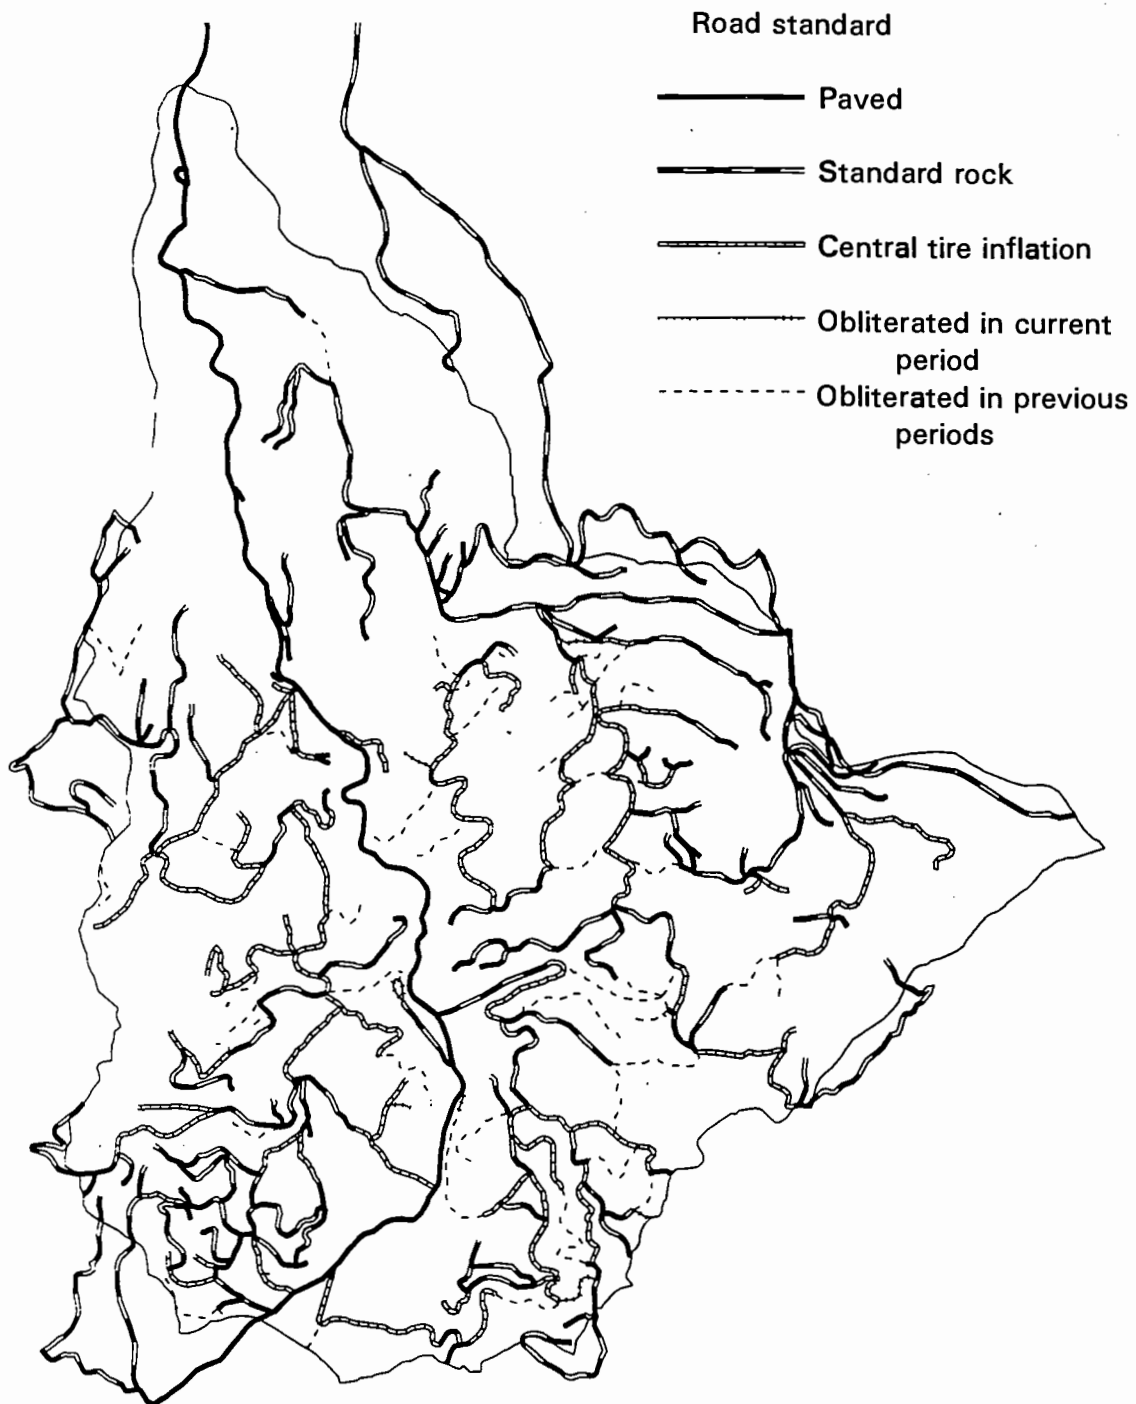 Road standard
Paved
Standard rock
Central tire inflation
Obliterated in current
period
Obliterated in previous
periods